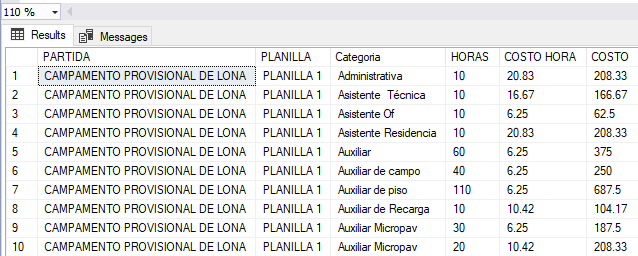 110 %
Results Messages
PARTIDA PLANILLA Categoria HORAS COSTO HORA COSTO
1 CAMPAMENTO PROVISIONAL DE LONA PLANILLA 1 Administrativa 10 20.83 208.33
2 CAMPAMENTO PROVISIONAL DE LONA PLANILLA 1 Asistente  Técnica 10 16.67 166.67
3 CAMPAMENTO PROVISIONAL DE LONA PLANILLA 1 Asistente Of 10 6.25 62.5
4 CAMPAMENTO PROVISIONAL DE LONA PLANILLA 1 Asistente Residencia 10 20.83 208.33
5 CAMPAMENTO PROVISIONAL DE LONA PLANILLA 1 Auxiliar 60 6.25 375
6 CAMPAMENTO PROVISIONAL DE LONA PLANILLA 1 Auxiliar de campo 40 6.25 250
7 CAMPAMENTO PROVISIONAL DE LONA PLANILLA 1 Auxiliar de piso 110 6.25 687.5
8 CAMPAMENTO PROVISIONAL DE LONA PLANILLA 1 Auxiliar de Recarga 10 10.42 104.17
9 CAMPAMENTO PROVISIONAL DE LONA PLANILLA 1 Auxiliar Micropav 30 6.25 187.5
10 CAMPAMENTO PROVISIONAL DE LONA PLANILLA 1 Auxiliar Micropav 20 10.42 208.33